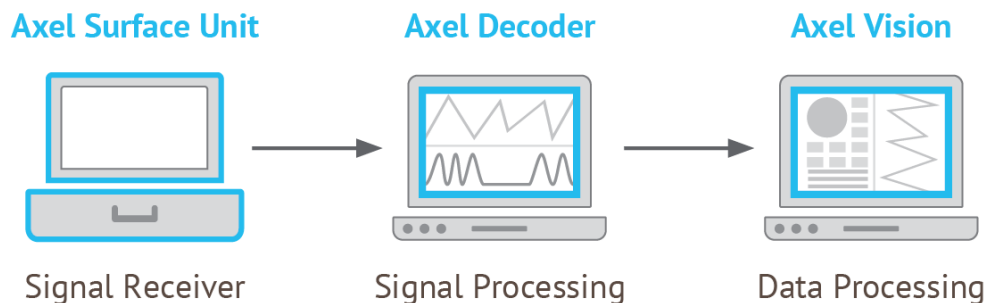 Axel Surface Unit
Axel Decoder
Axel Vision
Signal Receiver
Signal Processing
Data Processing